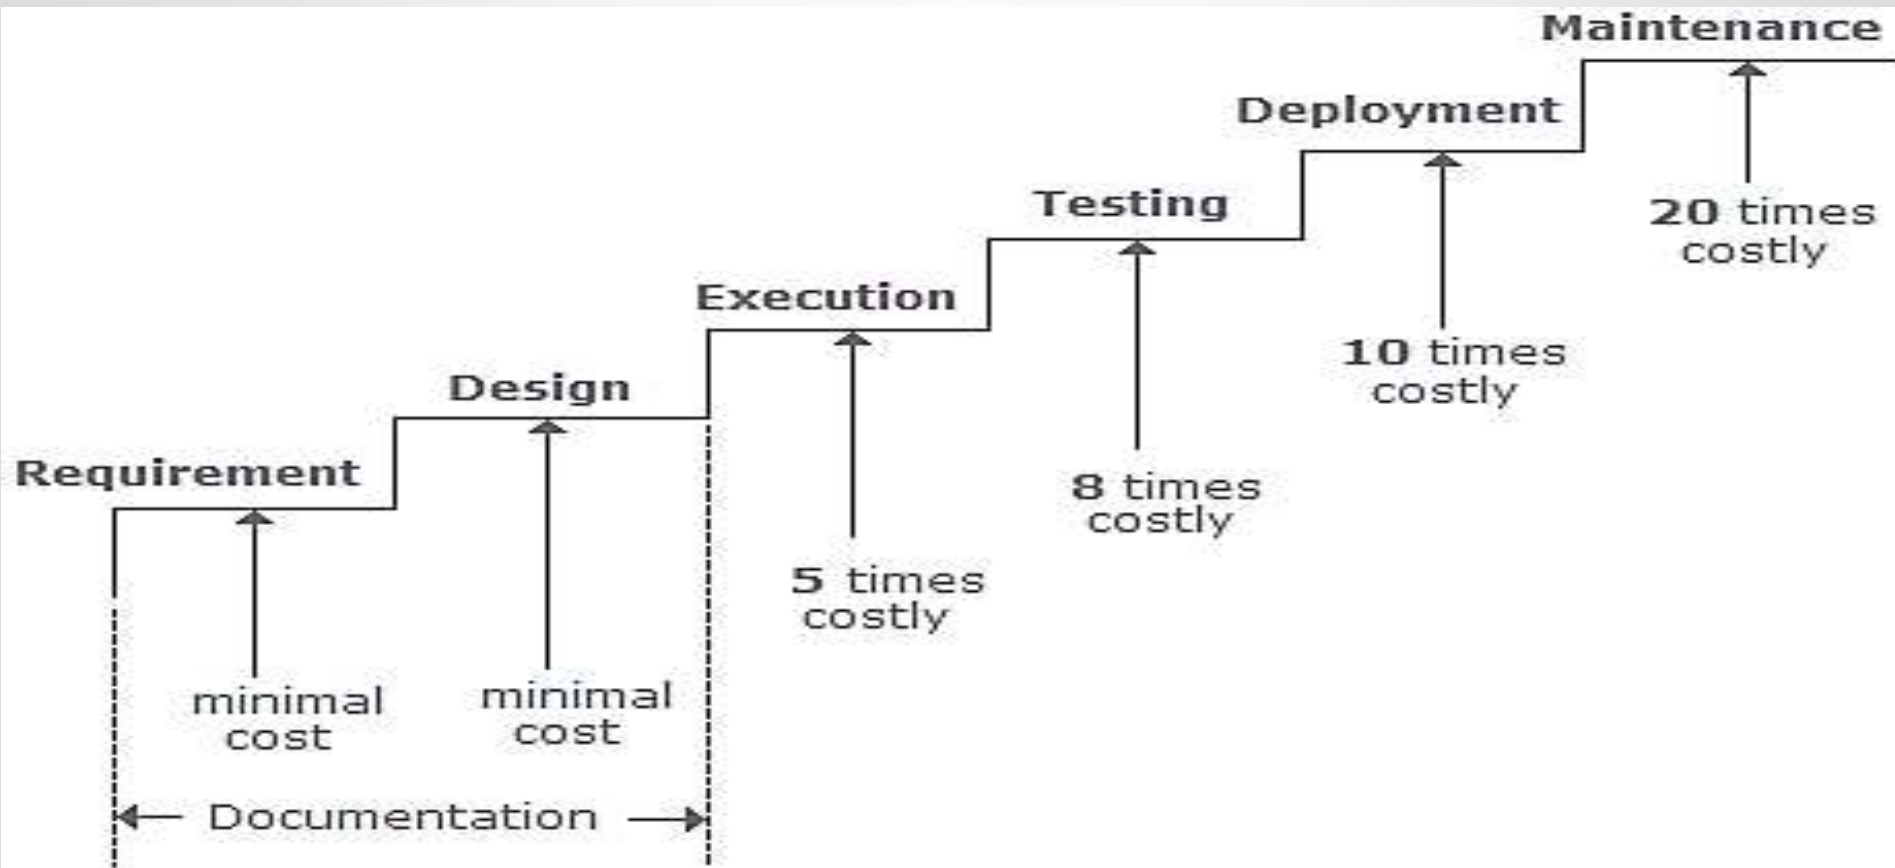 Maintenance
Deployment
20 times
costly
Testing
10 times
costly
Execution
8 times
costly
Design
5 times
costly
Requirement
minimal
cost
minimal
cost
Documentation